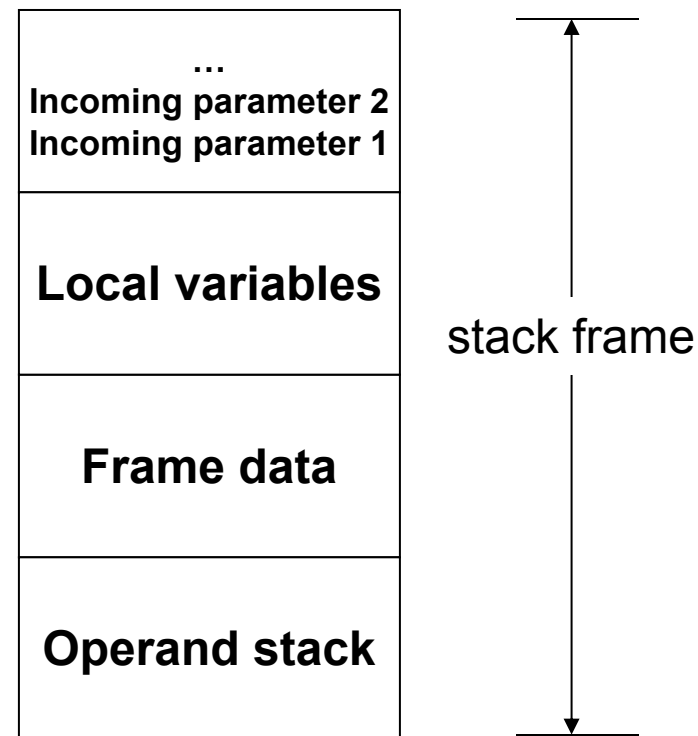 ...
Incoming parameter 2
Incoming parameter 1
Local variables
stack frame
Frame data
Operand stack